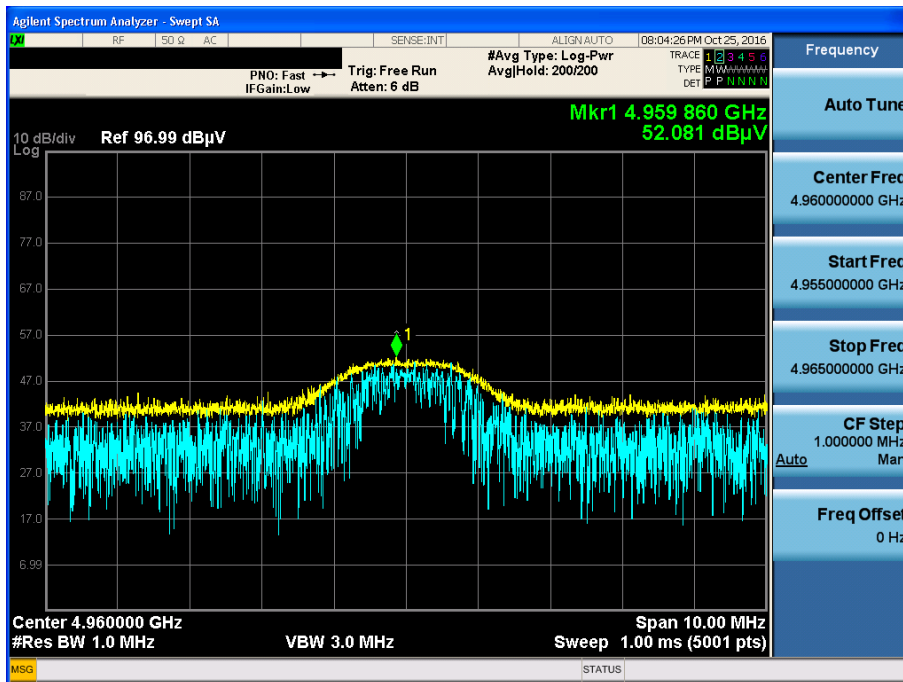 Agilent Spectrum Analyzer - Swept SA
LXI RF 50 Ω AC SENSE:INT ALIGN AUTO 08:04:26 PM Oct 25, 2016
PNO: Fast Trig: Free Run #Avg Type: Log-Pwr TRACE 1 2 3 4 5 6
IFGain:Low Atten: 6 dB Avg|Hold: 200/200 TYPE M W W W W W
DET P P N N N N
Mkr1 4.959 860 GHz
52.081 dBµV
10 dB/div Ref 96.99 dBµV
Log
87.0
77.0
67.0
57.0
1
47.0
37.0
27.0
17.0
6.99
Center 4.960000 GHz Span 10.00 MHz
#Res BW 1.0 MHz VBW 3.0 MHz Sweep 1.00 ms (5001 pts)
MSG STATUS
Frequency
Auto Tune
Center Freq
4.960000000 GHz
Start Freq
4.955000000 GHz
Stop Freq
4.965000000 GHz
CF Step
1.000000 MHz
Auto Man
Freq Offset
0 Hz